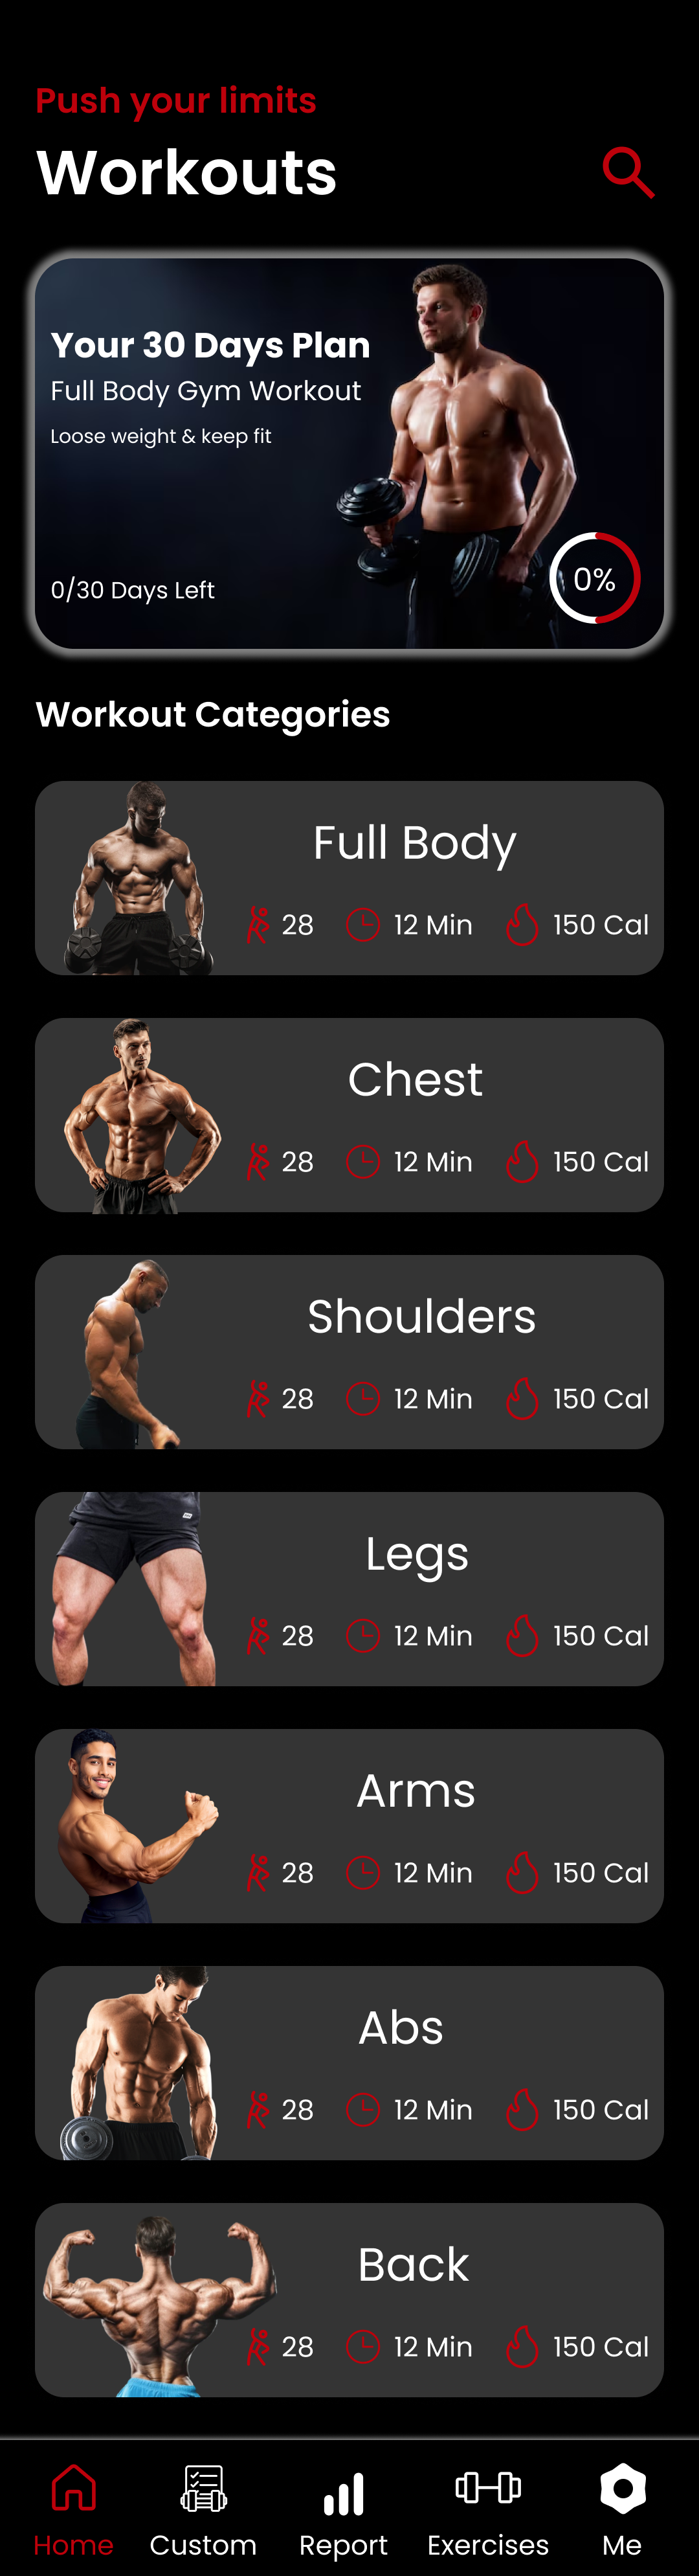 Push your limits
Workouts
Your 30 Days Plan
Full Body Gym Workout
Loose weight & keep fit
0/30 Days Left
0%
Workout Categories
Full Body
28 12 Min 150 Cal
Chest
28 12 Min 150 Cal
Shoulders
28 12 Min 150 Cal
Legs
28 12 Min 150 Cal
Arms
28 12 Min 150 Cal
Abs
28 12 Min 150 Cal
Back
28 12 Min 150 Cal
Home Custom Report Exercises Me